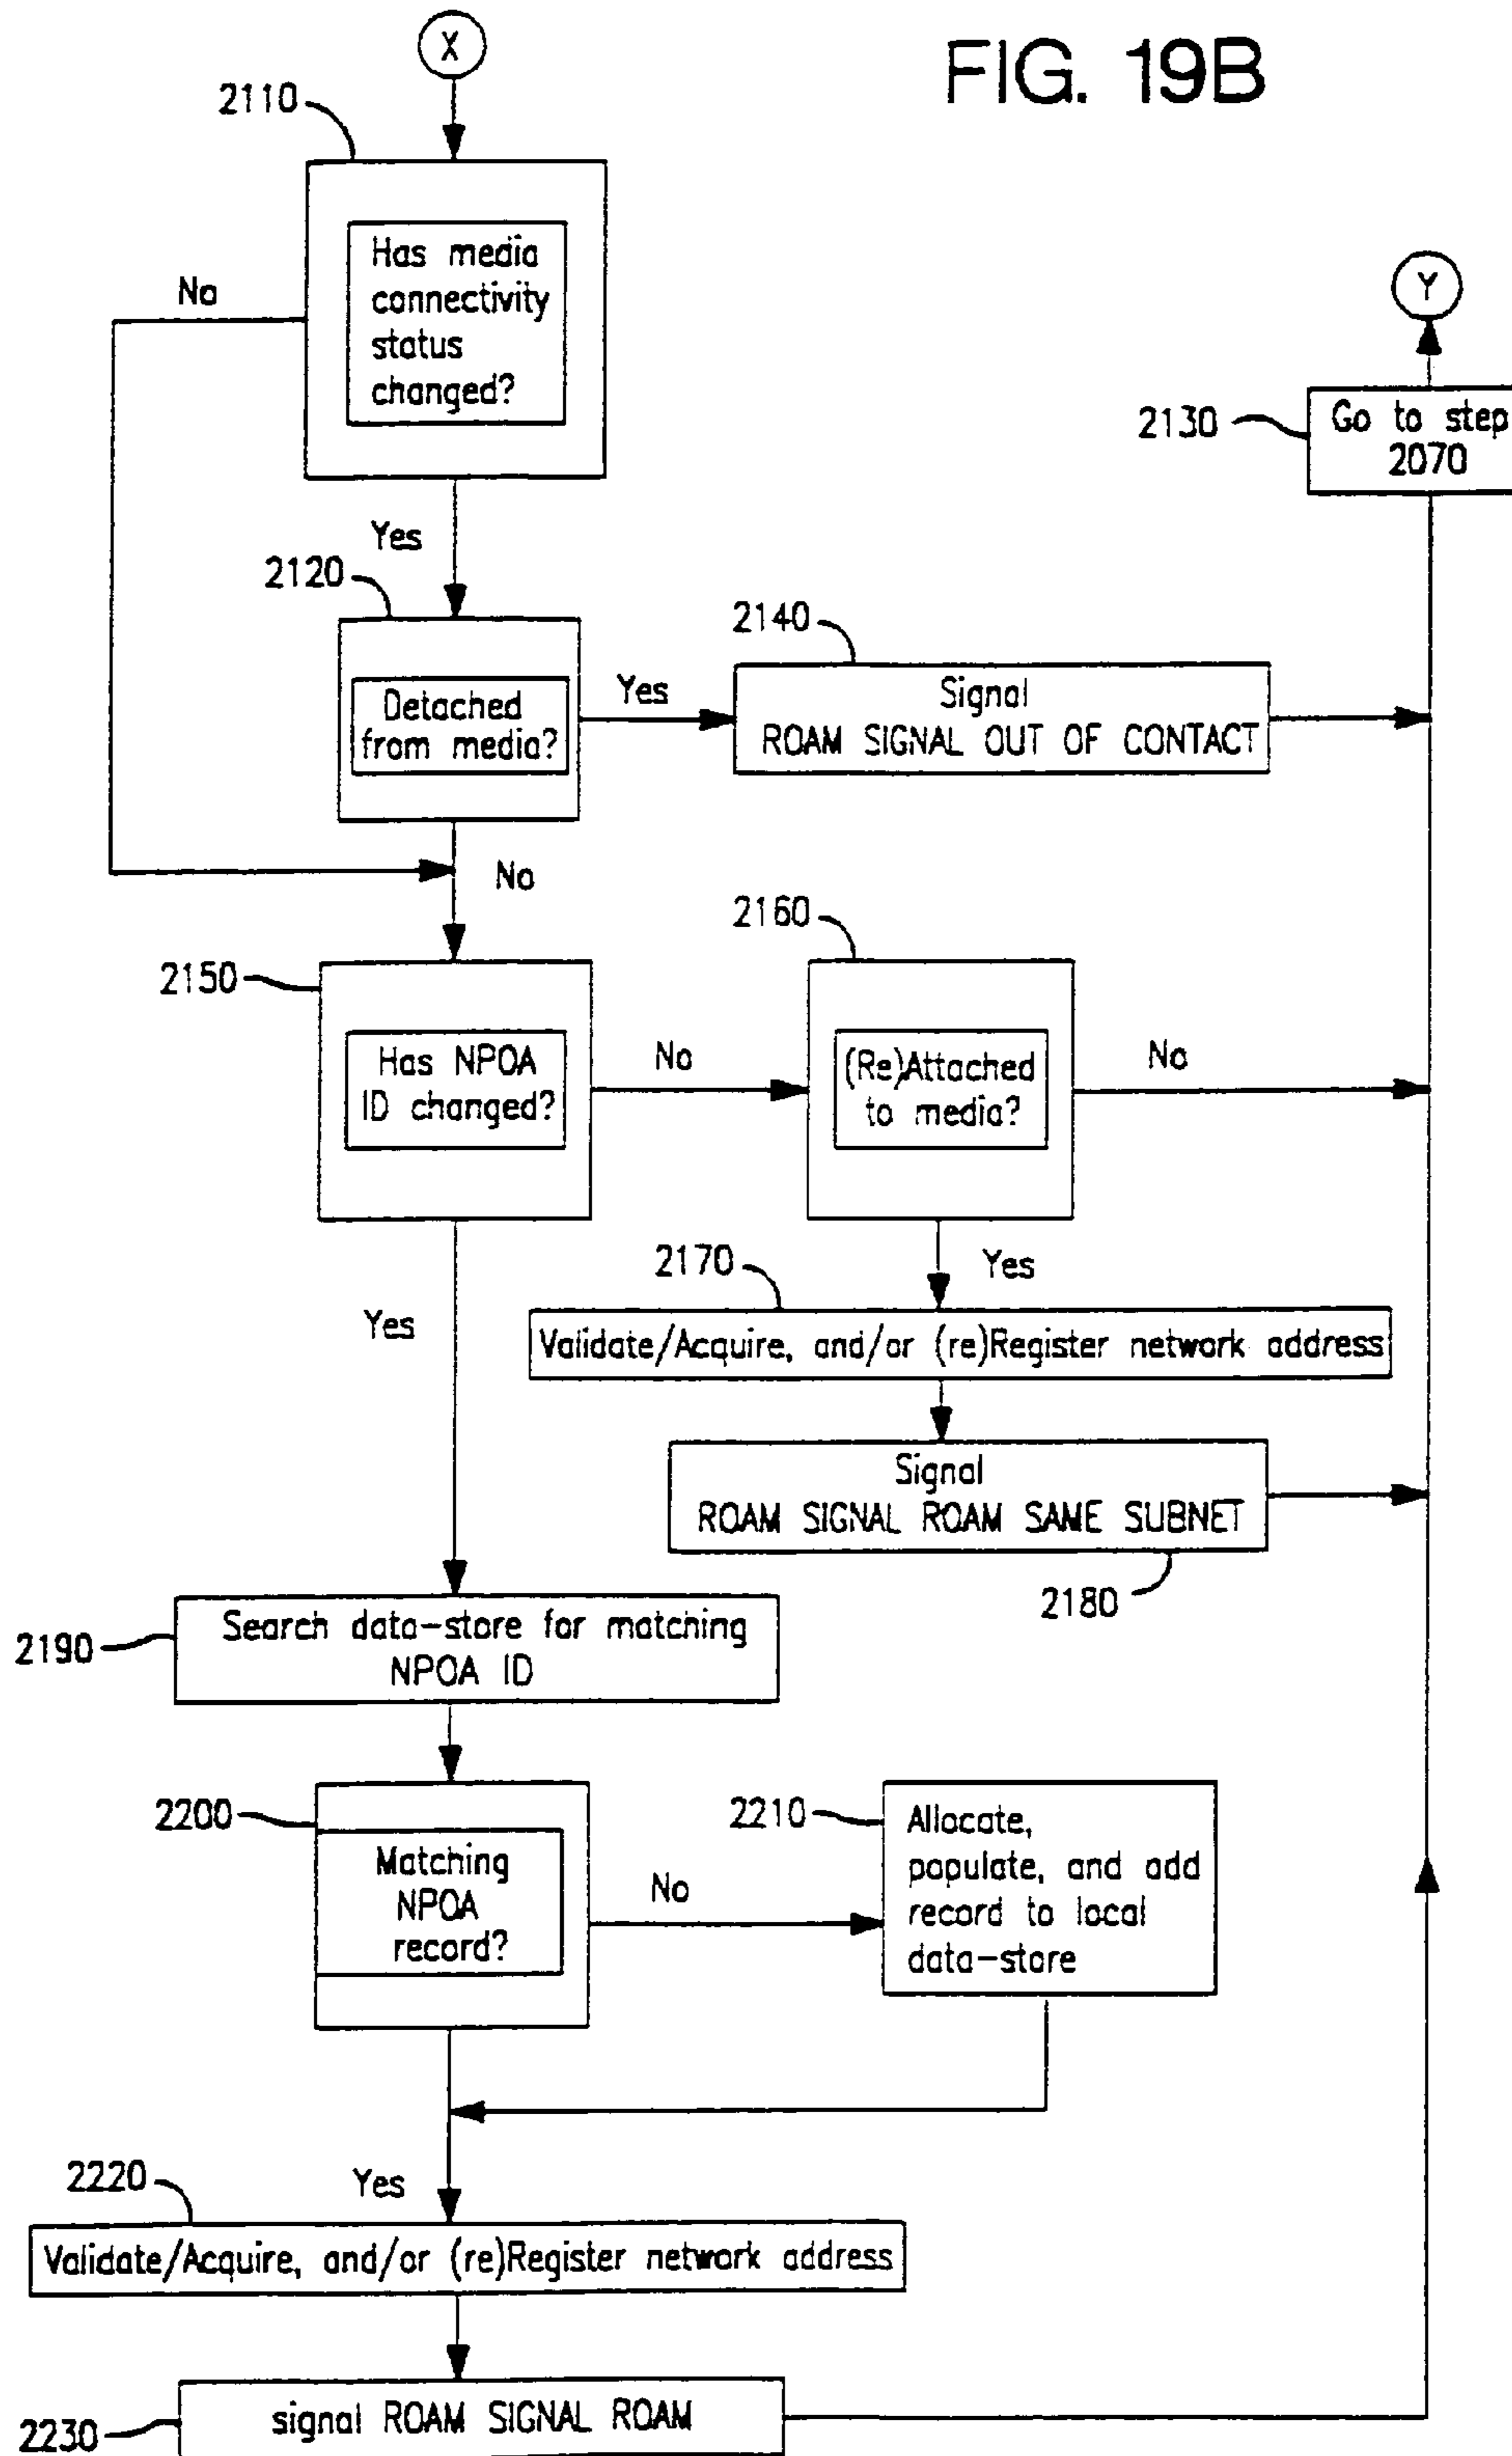 FIG. 19B
X
2110
Has media
connectivity
status
changed?
No
Y
2130
Go to step
2070
Yes
2120
Detached
from media?
Yes
2140
Signal
ROAM SIGNAL OUT OF CONTACT
No
2150
Has NPOA
ID changed?
No
2160
(Re)Attached
to media?
No
Yes
2170
Validate/Acquire, and/or (re)Register network address
Signal
ROAM SIGNAL ROAM SAME SUBNET
2180
Yes
2190
Search data-store for matching
NPOA ID
2200
Matching
NPOA
record?
No
2210
Allocate,
populate, and add
record to local
data-store
Yes
2220
Validate/Acquire, and/or (re)Register network address
2230
signal ROAM SIGNAL ROAM